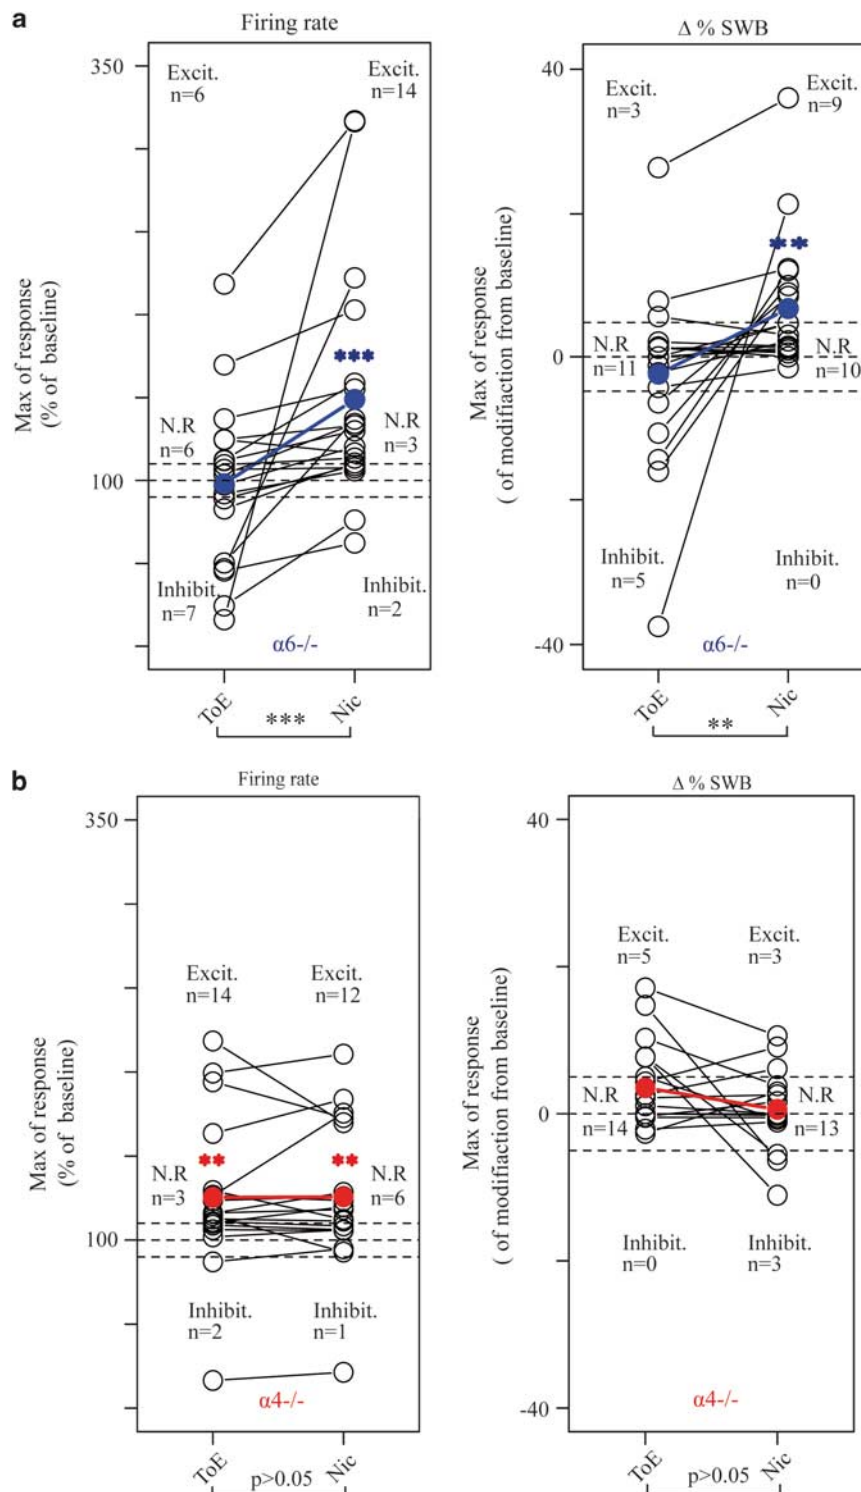 a
Firing rate
Δ % SWB
350
Excit.
n=6
Excit.
n=14
Max of response
(% of baseline)
***
N.R
n=6
N.R
n=3
100
Inhibit.
n=7
Inhibit.
n=2
α6-/-
ToE
Nic
***
40
Excit.
n=3
Excit.
n=9
Max of response
( of modifiaction from baseline)
**
N.R
n=11
0
N.R
n=10
Inhibit.
n=5
Inhibit.
n=0
-40
α6-/-
ToE
Nic
**
b
Firing rate
Δ % SWB
350
Excit.
n=14
Excit.
n=12
Max of response
(% of baseline)
**
**
N.R
n=3
N.R
n=6
100
Inhibit.
n=2
Inhibit.
n=1
α4-/-
ToE
Nic
p>0.05
40
Excit.
n=5
Excit.
n=3
Max of response
( of modifiaction from baseline)
N.R
n=14
0
N.R
n=13
Inhibit.
n=0
Inhibit.
n=3
-40
α4-/-
ToE
Nic
p>0.05